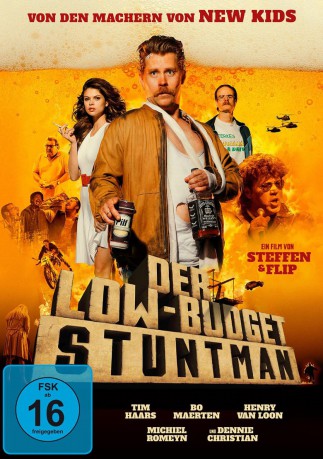 VON DEN MACHERN VON NEW KIDS
EIN FILM VON
STEFFEN
&FLIP
DER
LOW-BUDGET
STUNTMAN
FSK
ab
16
freigegeben
TIM
HAARS
BO
MAERTEN
HENRY
VAN LOON
MICHIEL
ROMEYN
UND DENNIE
CHRISTIAN